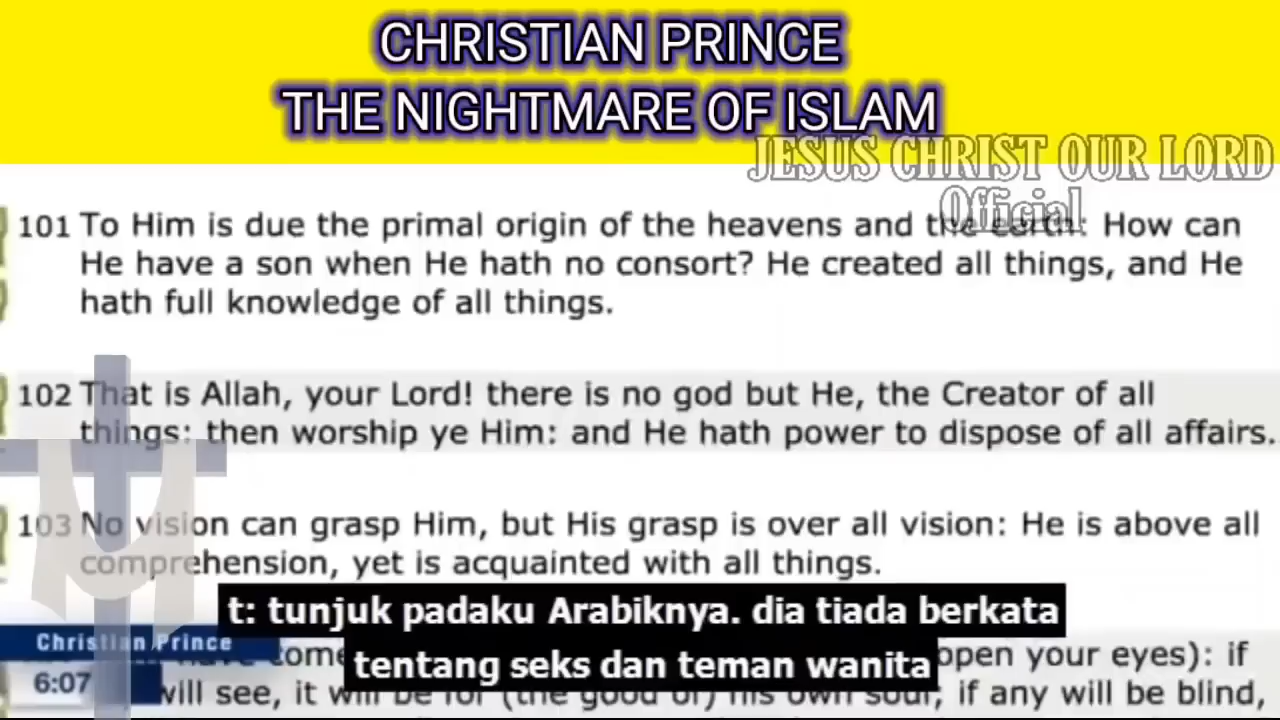 CHRISTIAN PRINCE
THE NIGHTMARE OF ISLAM
JESUS CHRIST OUR LORD
Official
101 To Him is due the primal origin of the heavens and the earth: How can
He have a son when He hath no consort? He created all things, and He
hath full knowledge of all things.
102 That is Allah, your Lord! there is no god but He, the Creator of all
things: then worship ye Him: and He hath power to dispose of all affairs.
103 No vision can grasp Him, but His grasp is over all vision: He is above all
comprehension, yet is acquainted with all things.
t: tunjuk padaku Arabiknya. dia tiada berkata
tentang seks dan teman wanita
Christian Prince
open your eyes): if
6:07
will see, it will be for (the good of) his own soul; if any will be blind,